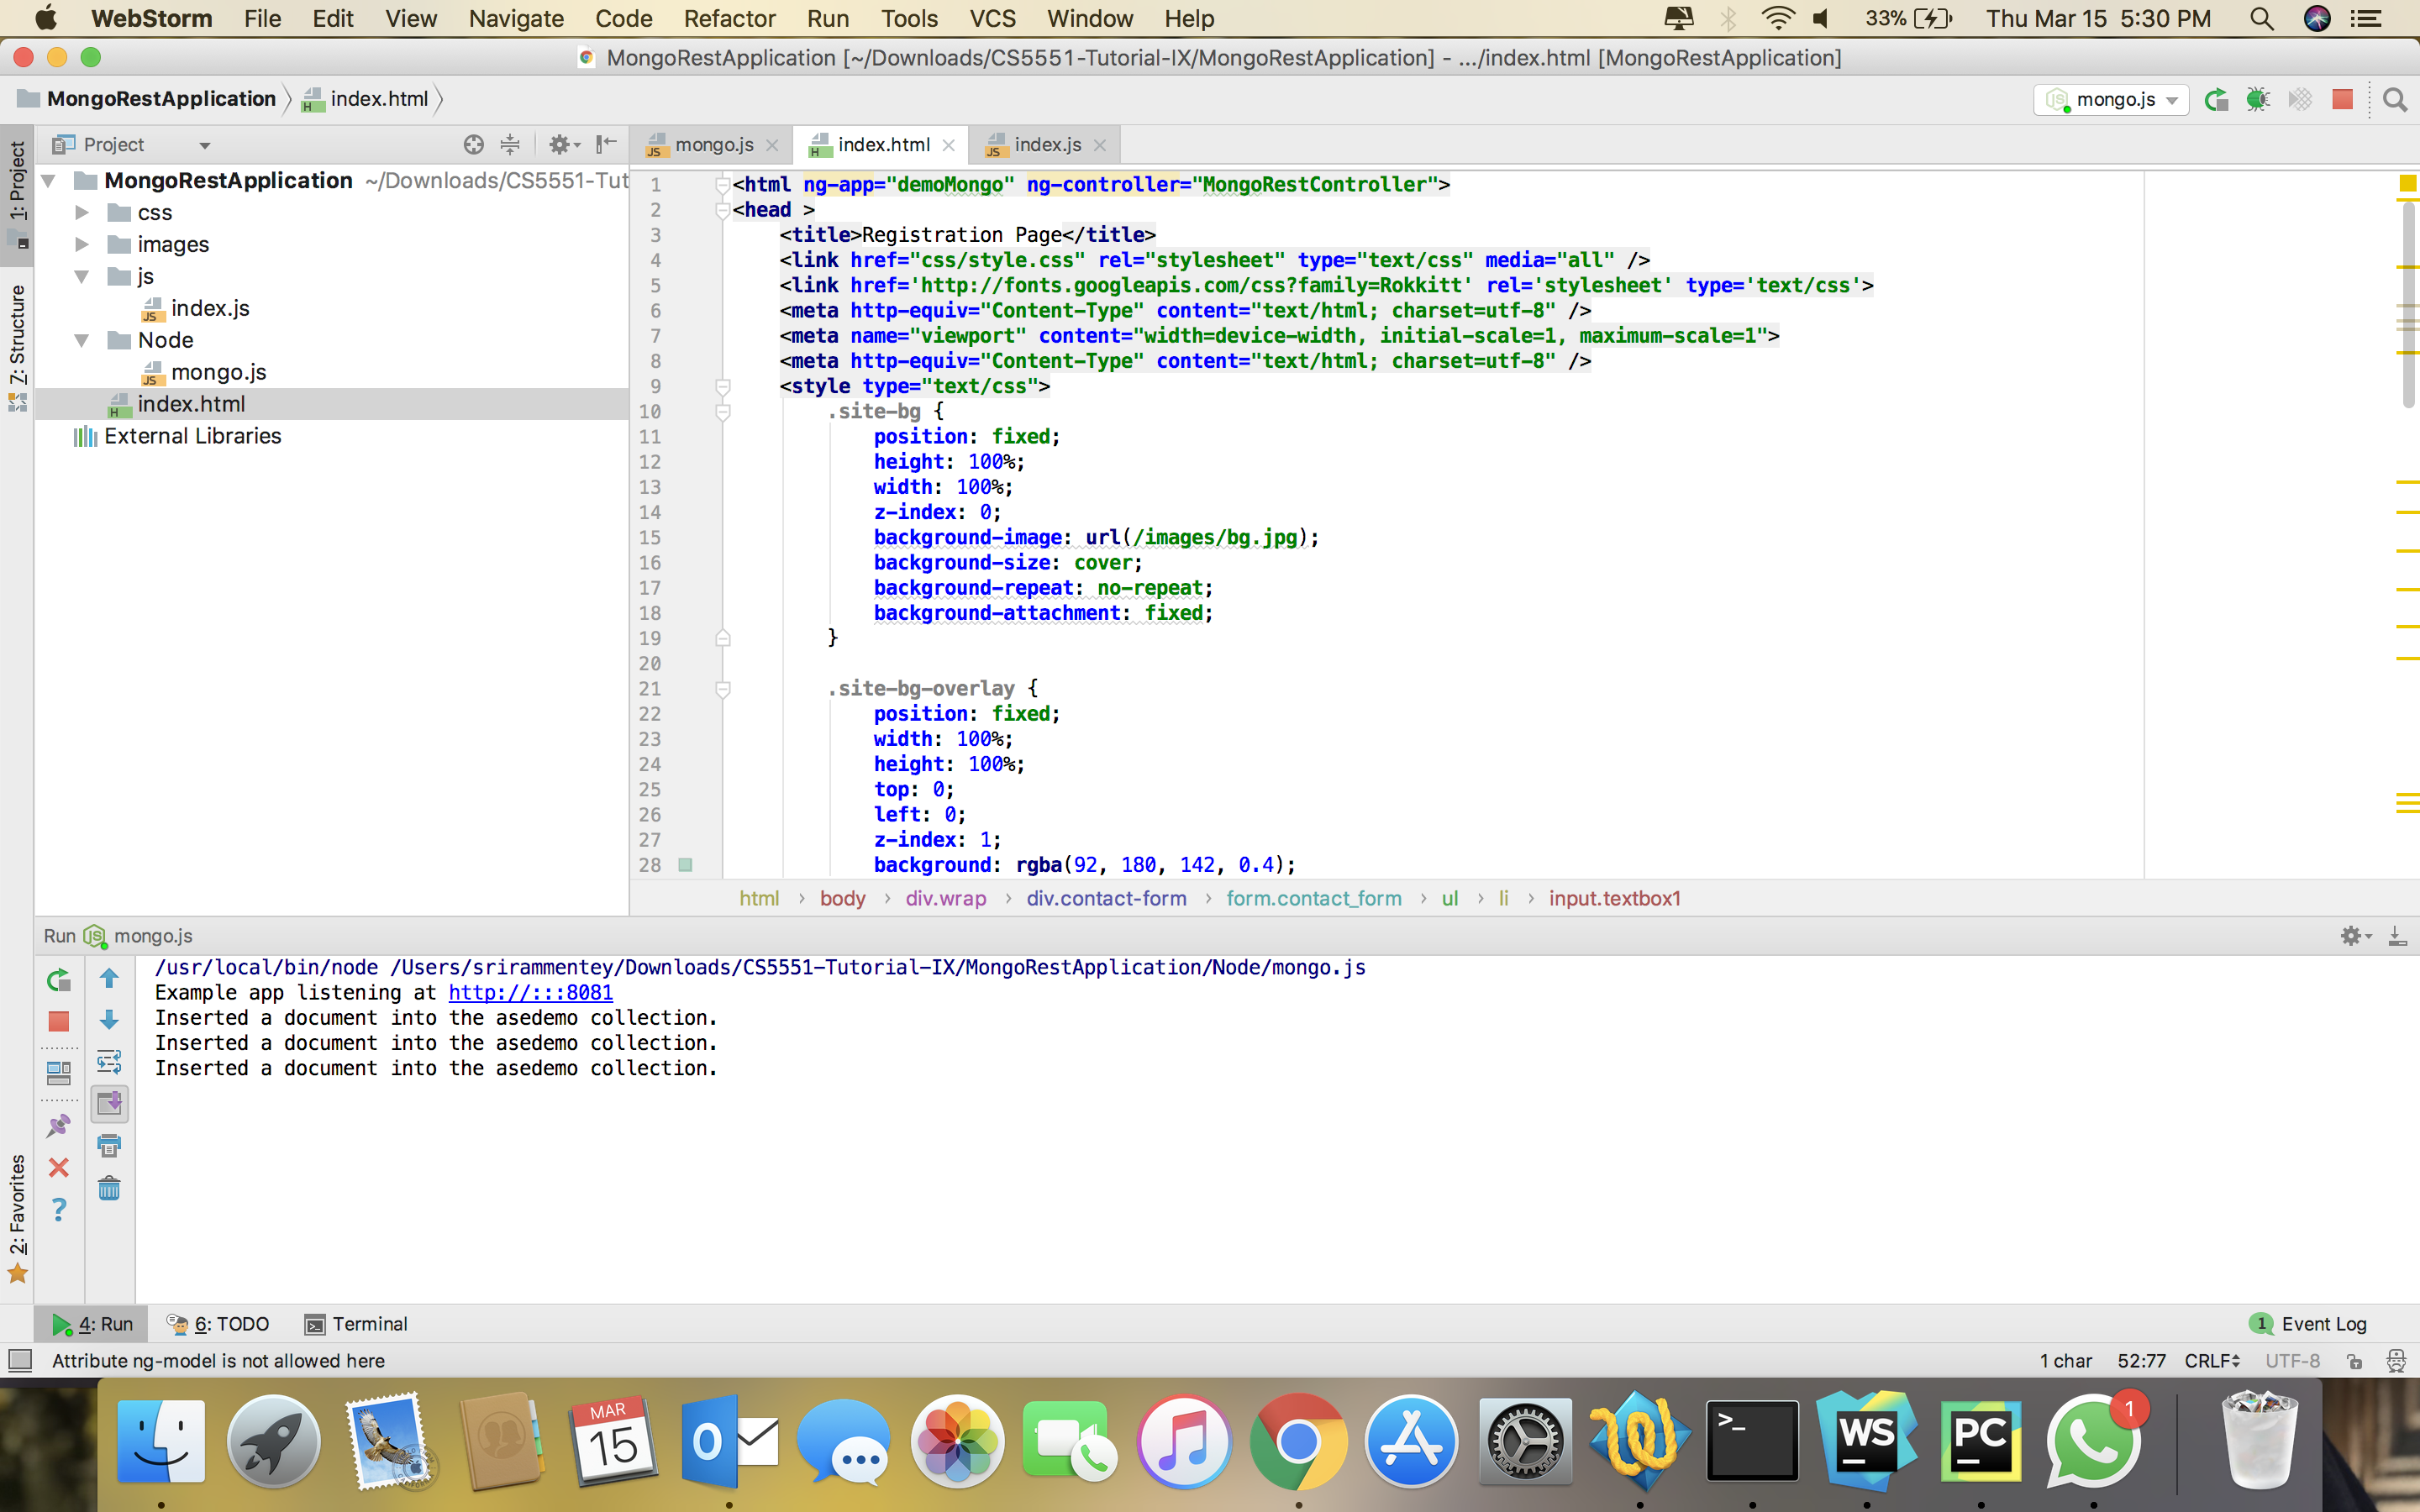 WebStorm File Edit View Navigate Code Refactor Run Tools VCS Window Help 33% Thu Mar 15 5:30 PM
MongoRestApplication [~/Downloads/CS5551-Tutorial-IX/MongoRestApplication] - .../index.html [MongoRestApplication]
MongoRestApplication index.html mongo.js
Project mongo.js index.html index.js
1: Project
7: Structure
2: Favorites
MongoRestApplication ~/Downloads/CS5551-Tut
css
images
js
index.js
Node
mongo.js
index.html
External Libraries
1 <html ng-app="demoMongo" ng-controller="MongoRestController">
2 <head >
3 <title>Registration Page</title>
4 <link href="css/style.css" rel="stylesheet" type="text/css" media="all" />
5 <link href='http://fonts.googleapis.com/css?family=Rokkitt' rel='stylesheet' type='text/css'>
6 <meta http-equiv="Content-Type" content="text/html; charset=utf-8" />
7 <meta name="viewport" content="width=device-width, initial-scale=1, maximum-scale=1">
8 <meta http-equiv="Content-Type" content="text/html; charset=utf-8" />
9 <style type="text/css">
10 .site-bg {
11 position: fixed;
12 height: 100%;
13 width: 100%;
14 z-index: 0;
15 background-image: url(/images/bg.jpg);
16 background-size: cover;
17 background-repeat: no-repeat;
18 background-attachment: fixed;
19 }
20
21 .site-bg-overlay {
22 position: fixed;
23 width: 100%;
24 height: 100%;
25 top: 0;
26 left: 0;
27 z-index: 1;
28 background: rgba(92, 180, 142, 0.4);
html › body › div.wrap › div.contact-form › form.contact_form › ul › li › input.textbox1
Run mongo.js
/usr/local/bin/node /Users/srirammentey/Downloads/CS5551-Tutorial-IX/MongoRestApplication/Node/mongo.js
Example app listening at http://:::8081
Inserted a document into the asedemo collection.
Inserted a document into the asedemo collection.
Inserted a document into the asedemo collection.
4: Run 6: TODO Terminal 1 Event Log
Attribute ng-model is not allowed here 1 char 52:77 CRLF UTF-8
MAR
15
O
>_
WS
PC
1